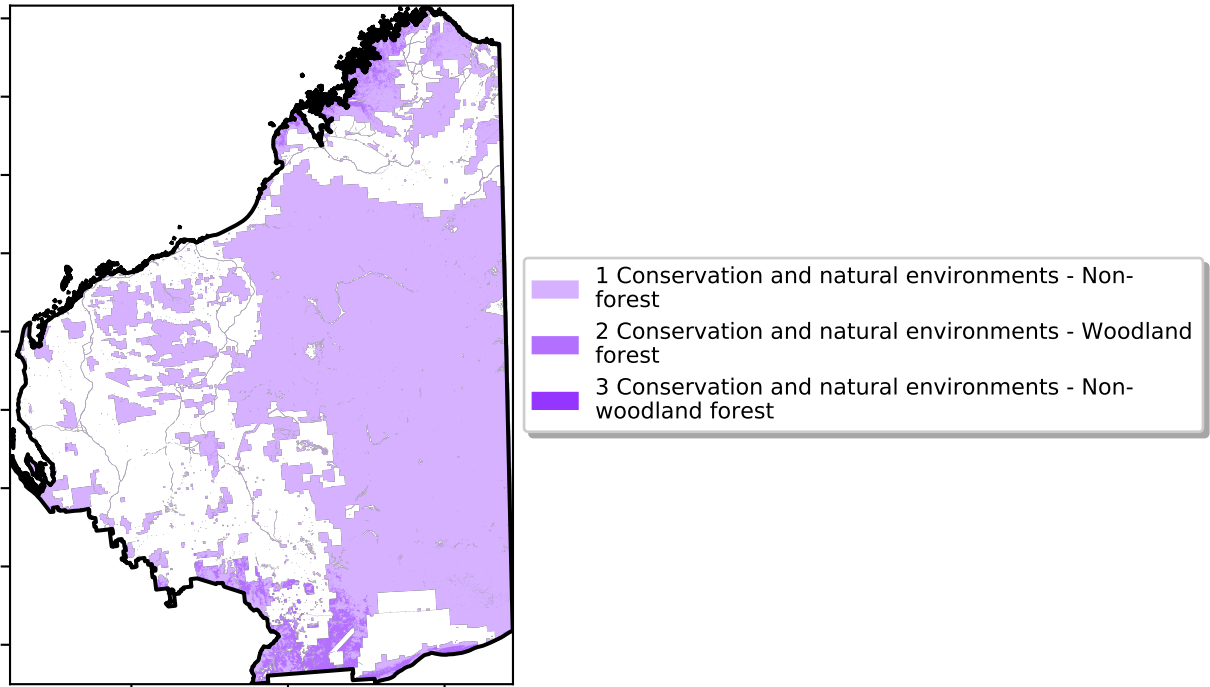 1 Conservation and natural environments - Non-
forest
2 Conservation and natural environments - Woodland
forest
3 Conservation and natural environments - Non-
woodland forest